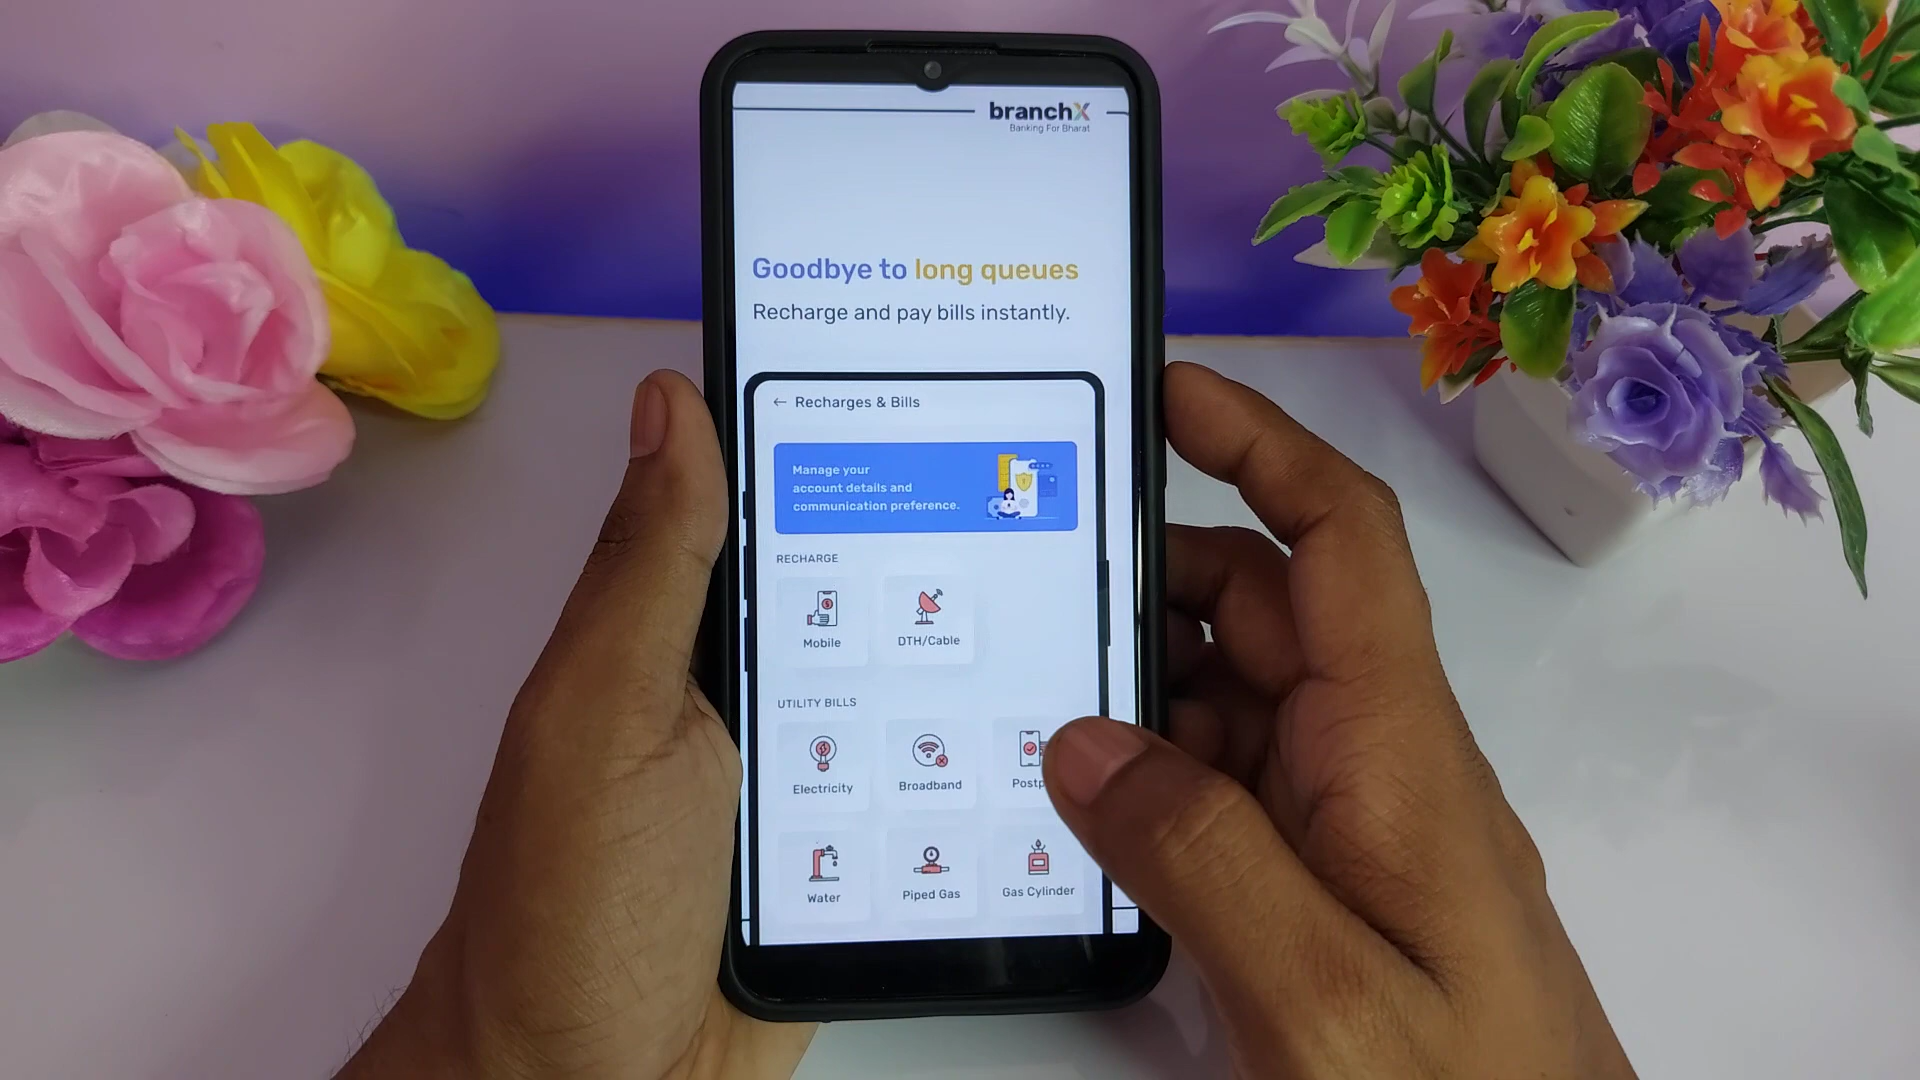 branchX
Banking For Bharat
Goodbye to long queues
Recharge and pay bills instantly.
← Recharges & Bills
Manage your
account details and
communication preference.
RECHARGE
Mobile
DTH/Cable
UTILITY BILLS
Electricity
Broadband
Postp
Water
Piped Gas
Gas Cylinder